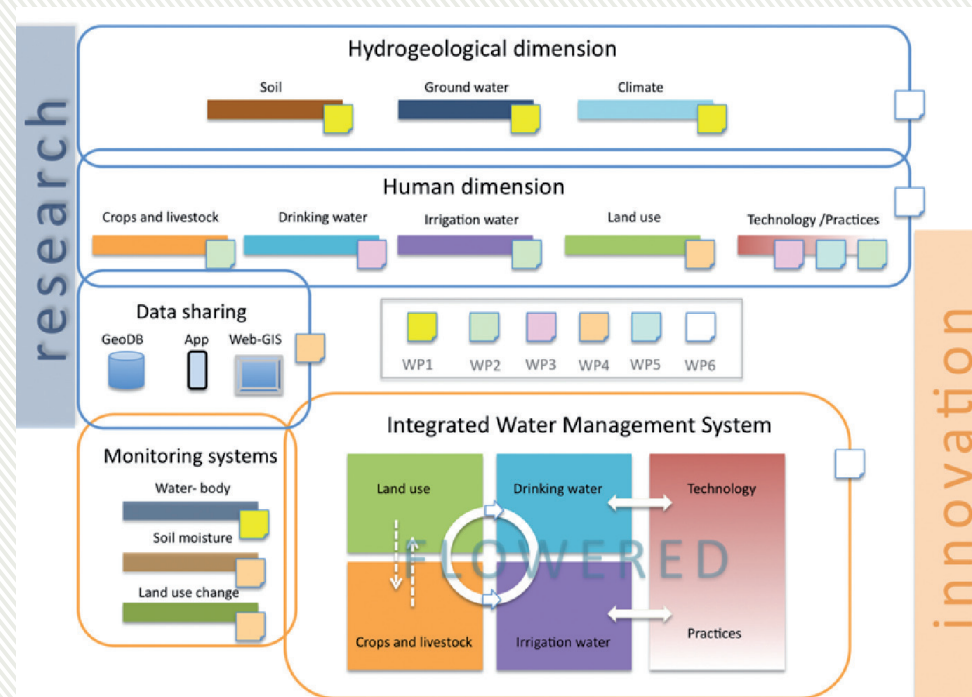 research
Hydrogeological dimension
Soil
Ground water
Climate
Human dimension
Crops and livestock
Drinking water
Irrigation water
Land use
Technology /Practices
Data sharing
GeoDB
App
Web-GIS
WP1
WP2
WP3
WP4
WP5
WP6
Monitoring systems
Water- body
Soil moisture
Land use change
Integrated Water Management System
Land use
Drinking water
Technology
FLOWERED
Crops and livestock
Irrigation water
Practices
innovation